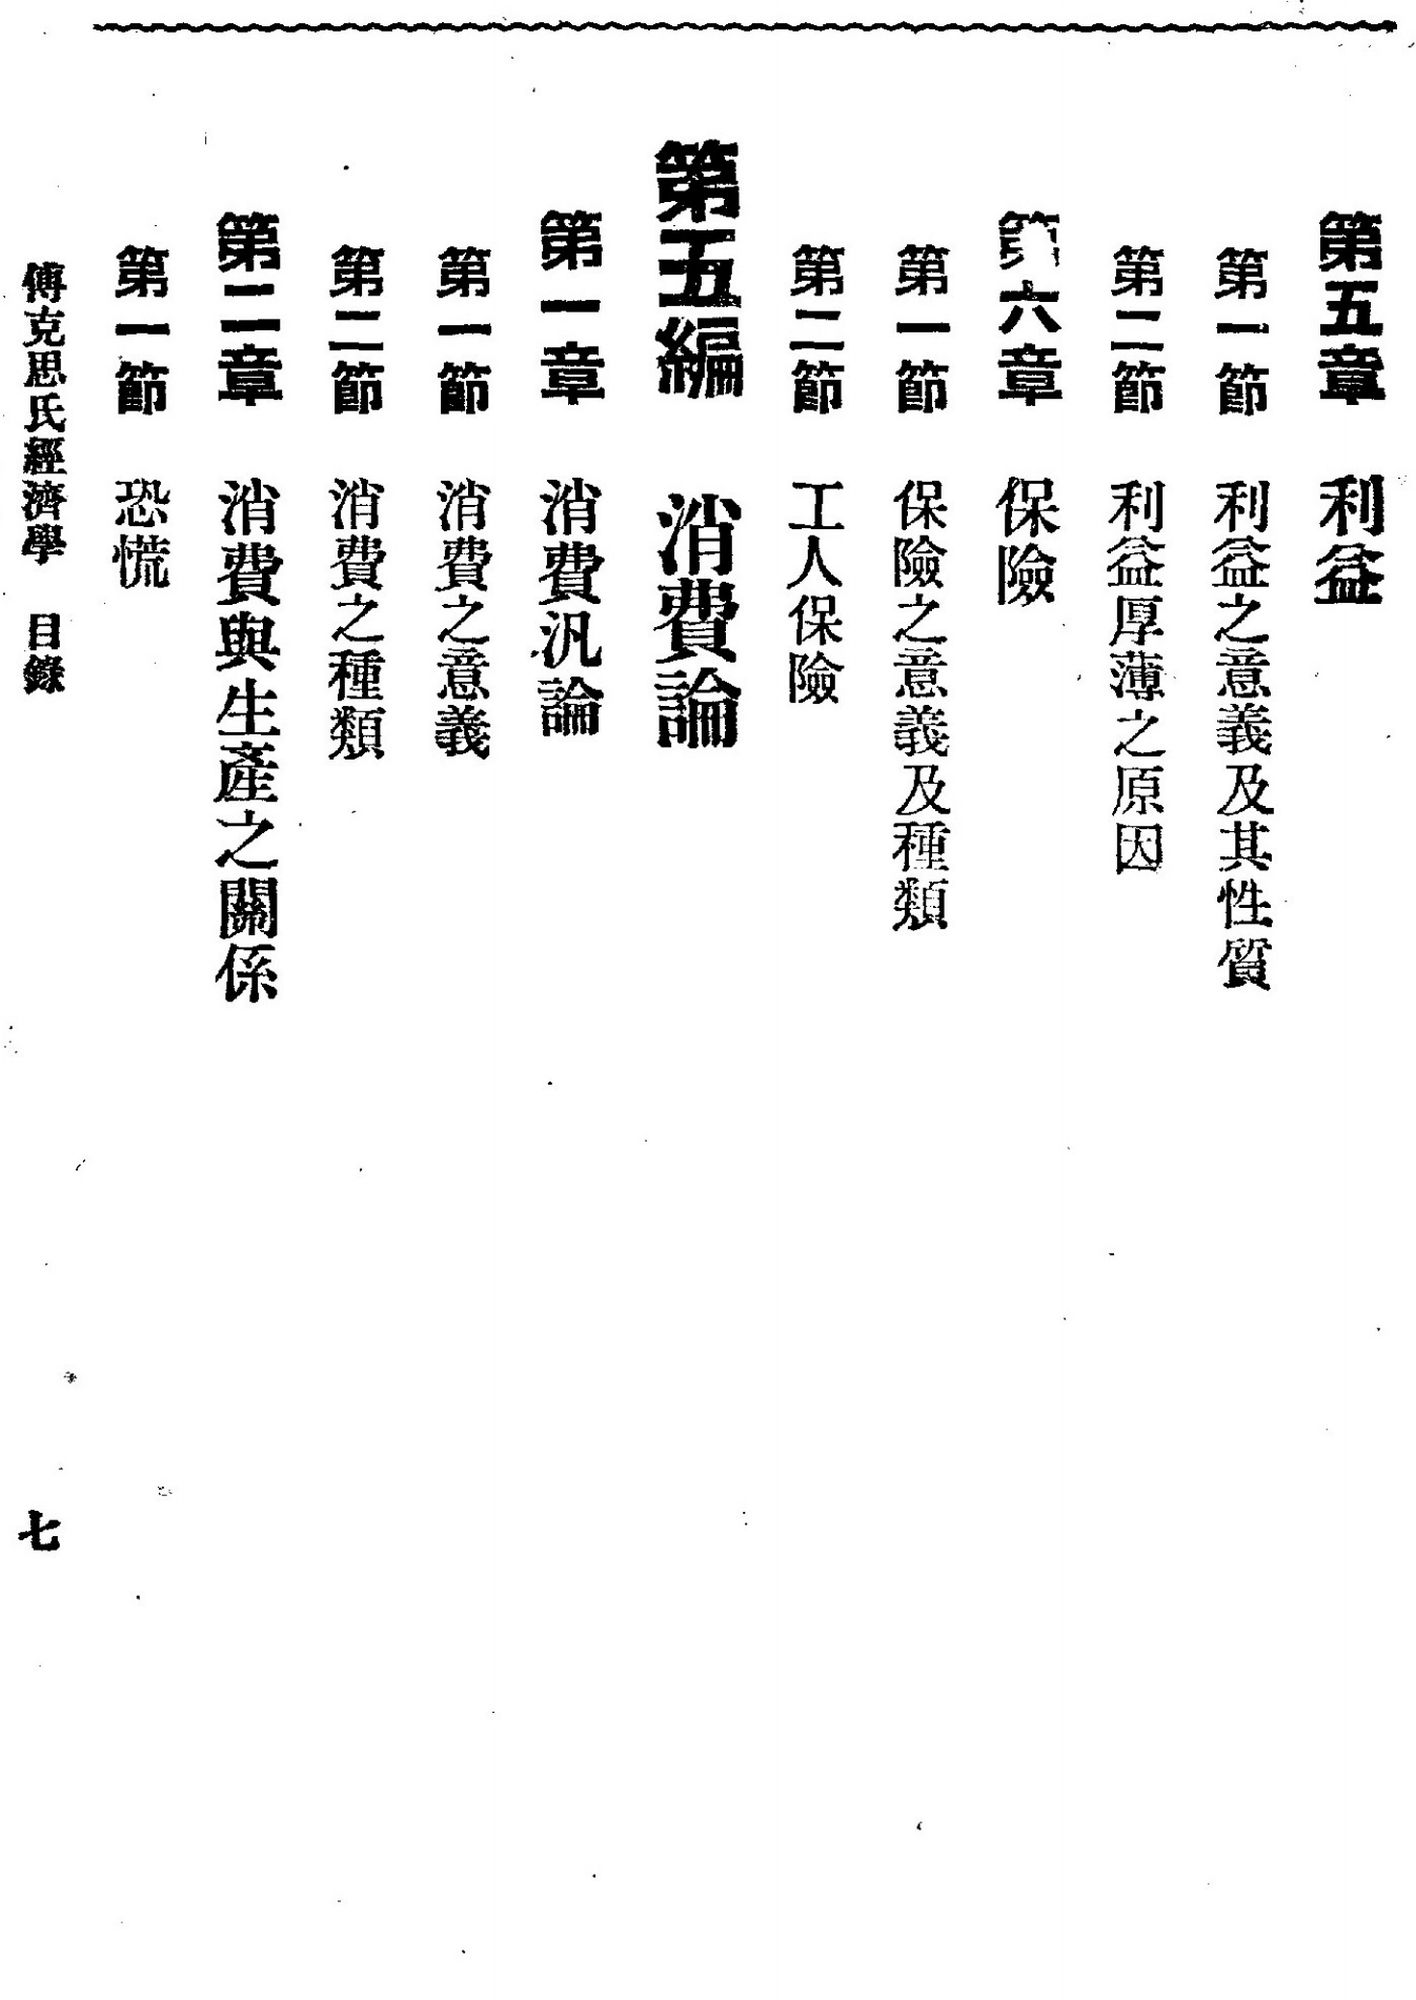 第五章　利益
第一節　利益之意義及其性質
第二節　利益厚薄之原因
第六章　保險
第一節　保險之意義及種類
第二節　工人保險
第五編　消費論
第一章　消費汎論
第一節　消費之意義
第二節　消費之種類
第二章　消費與生產之關係
第一節　恐慌
傅克思氏經濟學　目錄
七